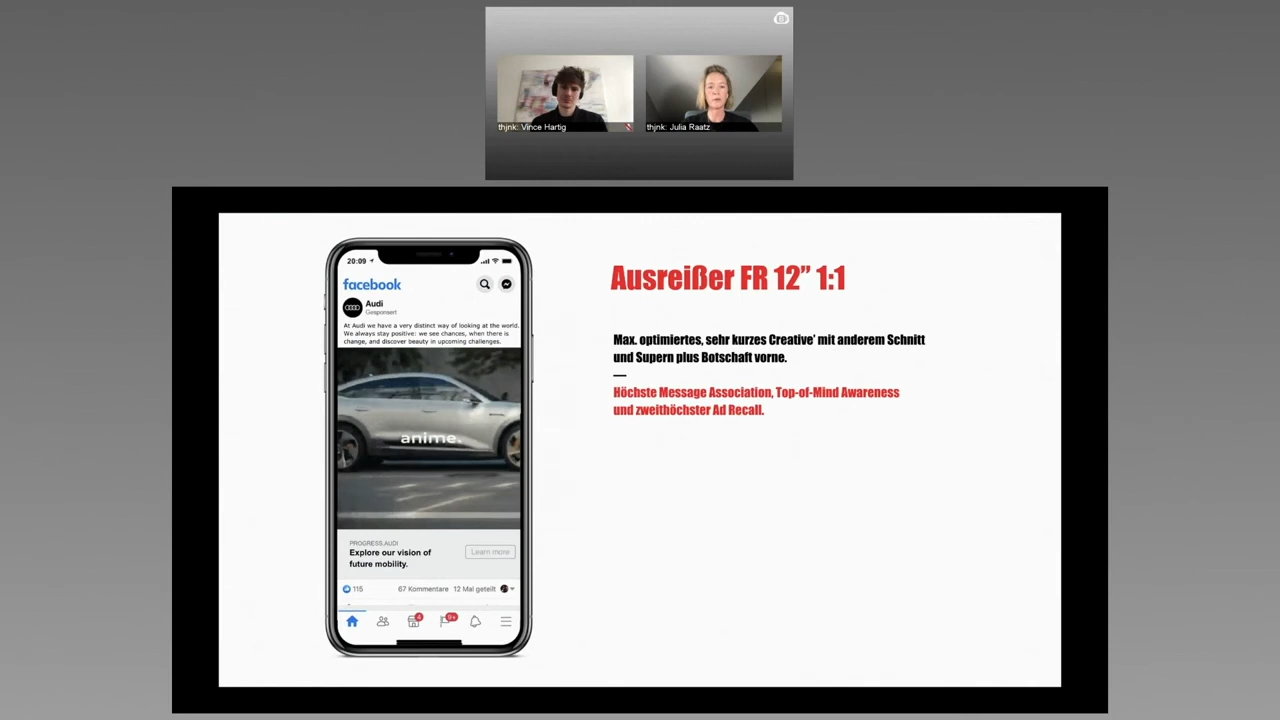 thjnk: Vince Hartig
thjnk: Julia Raatz
20:09
facebook
Audi
Gesponsert
At Audi we have a very distinct way of looking at the world.
We always stay positive: we see chances, when there is
change, and discover beauty in upcoming challenges.
anime.
PROGRESS.AUDI
Explore our vision of
future mobility.
Learn more
115
67 Kommentare
12 Mal geteilt
4
9+
Ausreißer FR 12” 1:1
Max. optimiertes, sehr kurzes Creative’ mit anderem Schnitt
und Supern plus Botschaft vorne.
—
Höchste Message Association, Top-of-Mind Awareness
und zweithöchster Ad Recall.